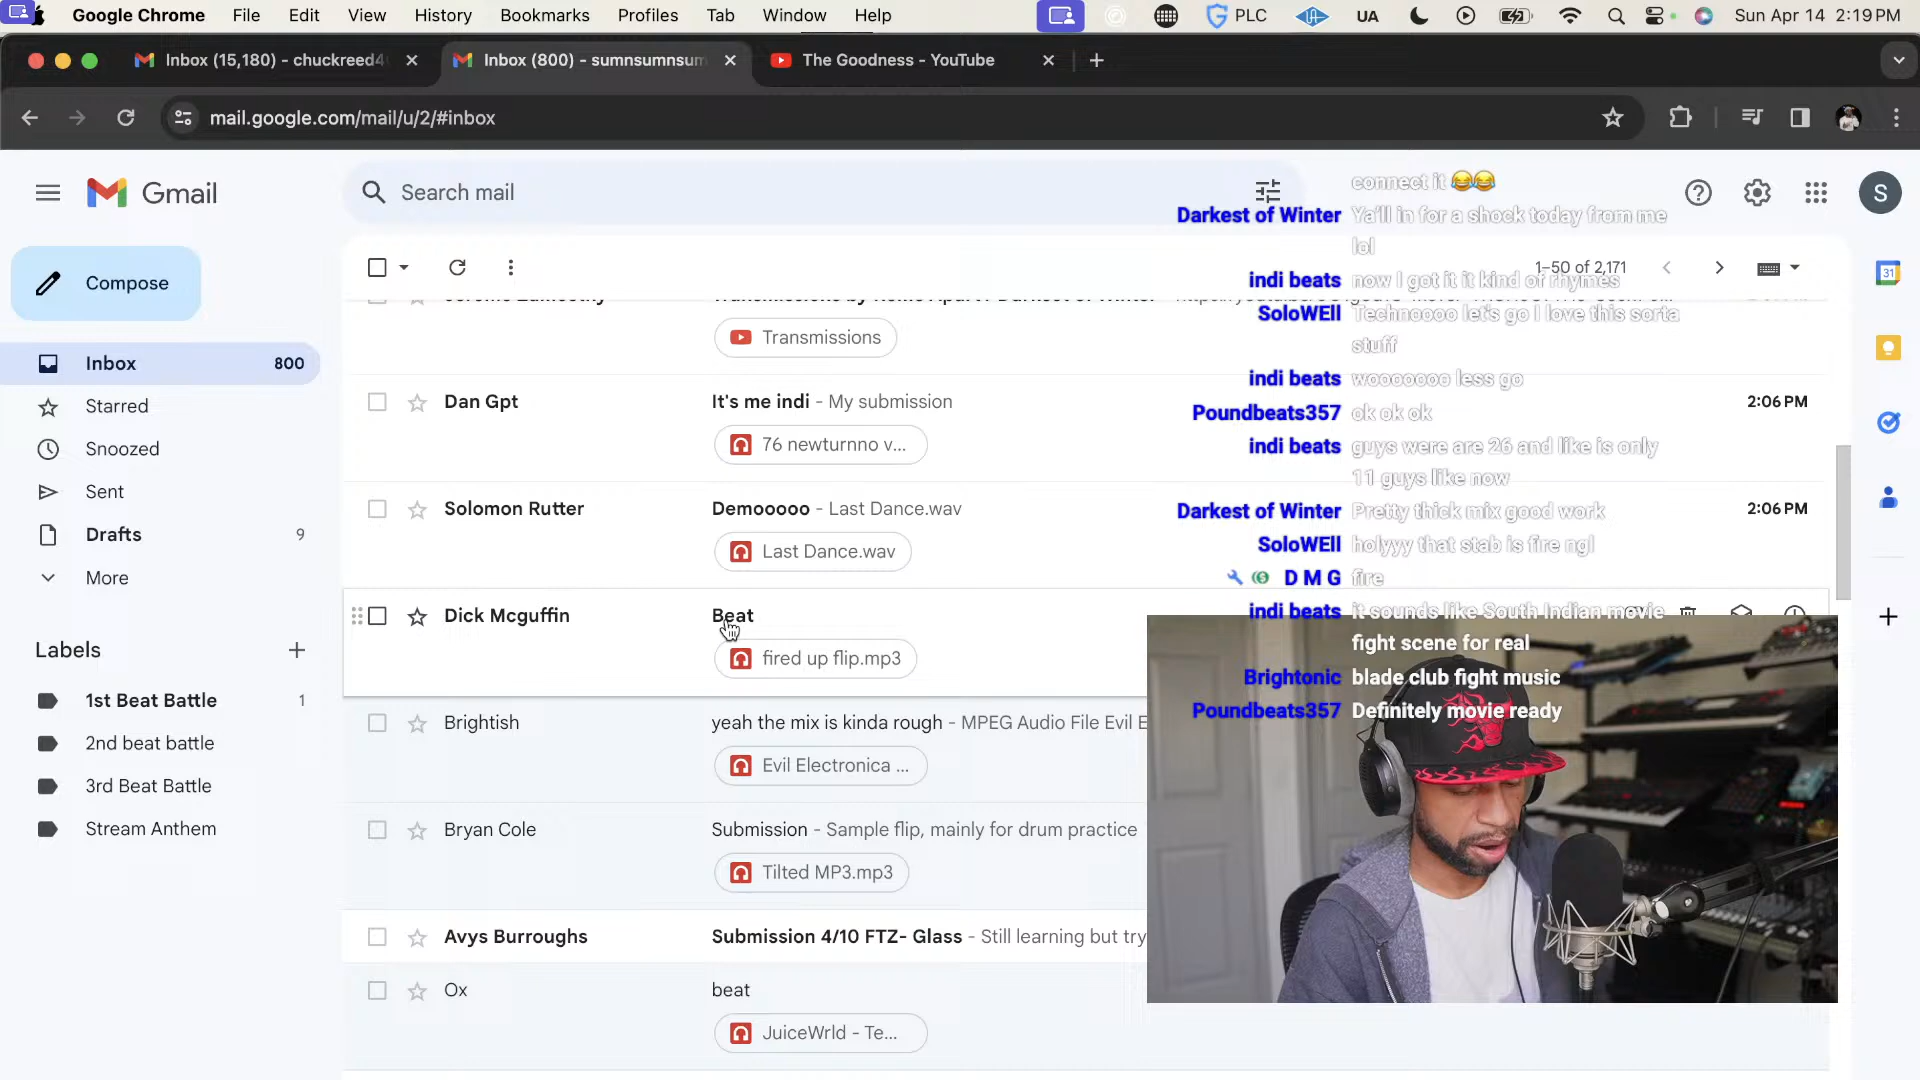 Google Chrome File Edit View History Bookmarks Profiles Tab Window Help PLC UA Sun Apr 14 2:19 PM
Inbox (15,180) - chuckreed4 Inbox (800) - sumnsumnsum The Goodness - YouTube
mail.google.com/mail/u/2/#inbox
Gmail Search mail S
connect it 😂😂
Darkest of Winter Ya'll in for a shock today from me
lol
Compose
1–50 of 2,171
indi beats now I got it it kind of rhymes
SoloWEll Technoooo let's go I love this sorta
stuff
Transmissions
Inbox 800
indi beats wooooooo less go
Starred
Dan Gpt It's me indi - My submission 2:06 PM
Poundbeats357 ok ok ok
76 newturnno v...
Snoozed
indi beats guys were are 26 and like is only
11 guys like now
Sent
Solomon Rutter Demooooo - Last Dance.wav 2:06 PM
Darkest of Winter Pretty thick mix good work
Drafts 9
Last Dance.wav
SoloWEll holyyy that stab is fire ngl
More
D M G fire
Dick Mcguffin Beat
indi beats it sounds like South Indian movie
fight scene for real
Labels
fired up flip.mp3
Brightonic blade club fight music
1st Beat Battle 1
Poundbeats357 Definitely movie ready
Brightish yeah the mix is kinda rough - MPEG Audio File Evil E
2nd beat battle
Evil Electronica ...
3rd Beat Battle
Stream Anthem
Bryan Cole Submission - Sample flip, mainly for drum practice
Tilted MP3.mp3
Avys Burroughs Submission 4/10 FTZ- Glass - Still learning but try
Ox beat
JuiceWrld - Te...